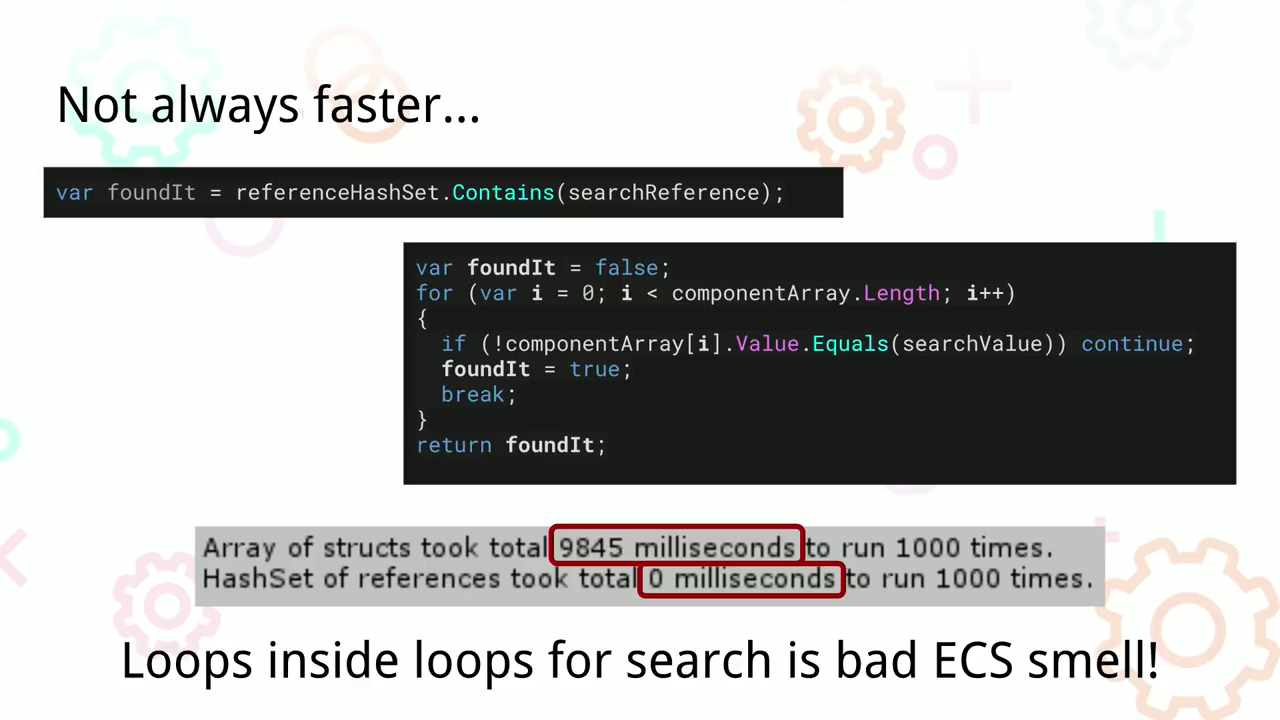 Not always faster...
var foundIt = referenceHashSet.Contains(searchReference);
var foundIt = false;
for (var i = 0; i < componentArray.Length; i++)
{
if (!componentArray[i].Value.Equals(searchValue)) continue;
foundIt = true;
break;
}
return foundIt;
Array of structs took total 9845 milliseconds to run 1000 times.
HashSet of references took total 0 milliseconds to run 1000 times.
Loops inside loops for search is bad ECS smell!